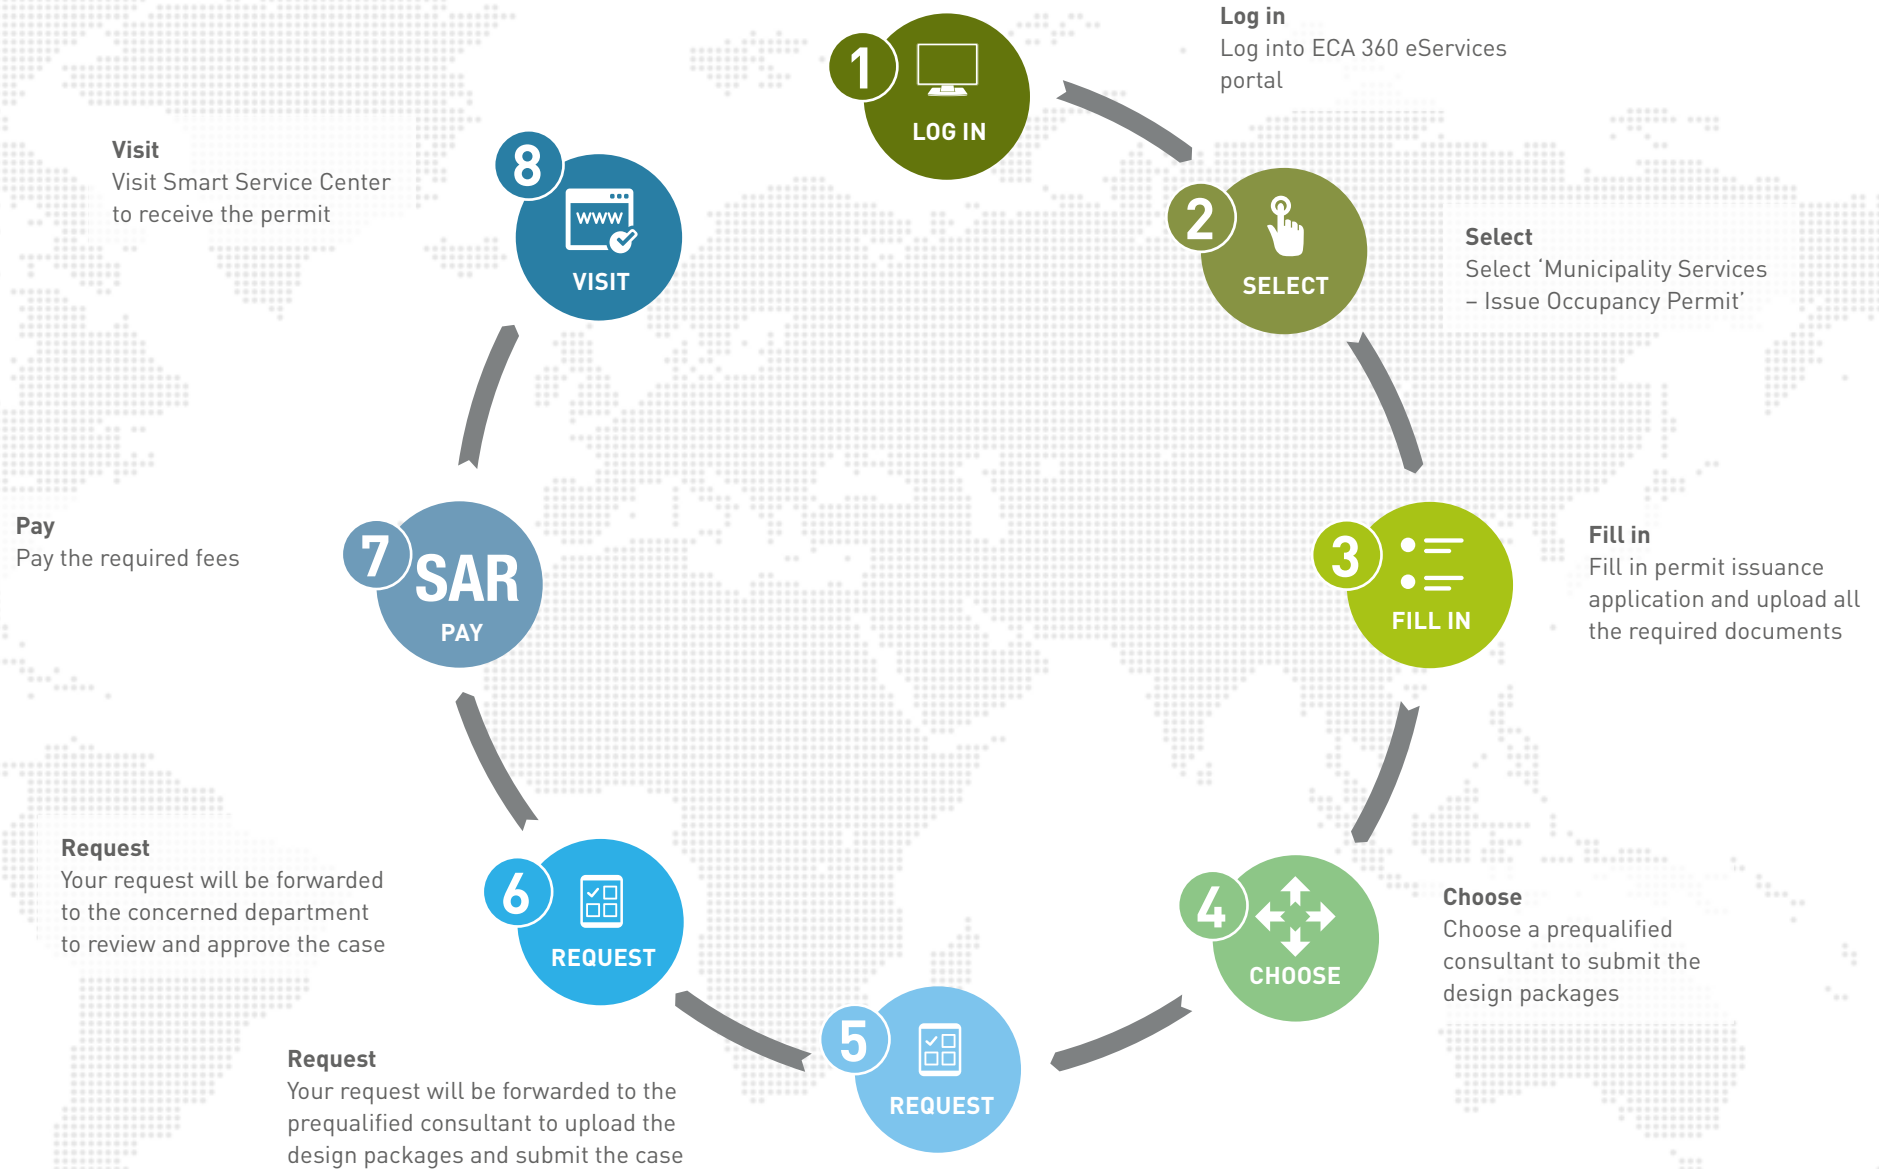 1
LOG IN
Log in
Log into ECA 360 eServices
portal
2
SELECT
Select
Select ‘Municipality Services
– Issue Occupancy Permit’
3
FILL IN
Fill in
Fill in permit issuance
application and upload all
the required documents
4
CHOOSE
Choose
Choose a prequalified
consultant to submit the
design packages
5
REQUEST
Request
Your request will be forwarded to the
prequalified consultant to upload the
design packages and submit the case
6
REQUEST
Request
Your request will be forwarded
to the concerned department
to review and approve the case
7
SAR
PAY
Pay
Pay the required fees
8
WWW
VISIT
Visit
Visit Smart Service Center
to receive the permit